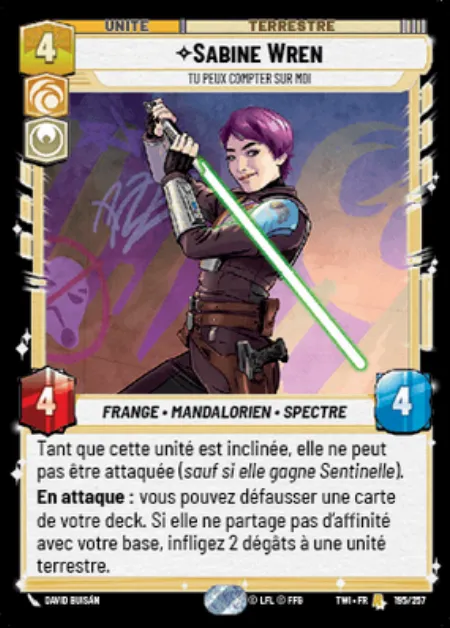 4
UNITÉ
TERRESTRE
SABINE WREN
TU PEUX COMPTER SUR MOI
4
4
FRANGE • MANDALORIEN • SPECTRE
Tant que cette unité est inclinée, elle ne peut
pas être attaquée (sauf si elle gagne Sentinelle).
En attaque : vous pouvez défausser une carte
de votre deck. Si elle ne partage pas d'affinité
avec votre base, infligez 2 dégâts à une unité
terrestre.
DAVID BUISÁN
© LFL © FFG
TWI • FR
R
195/257